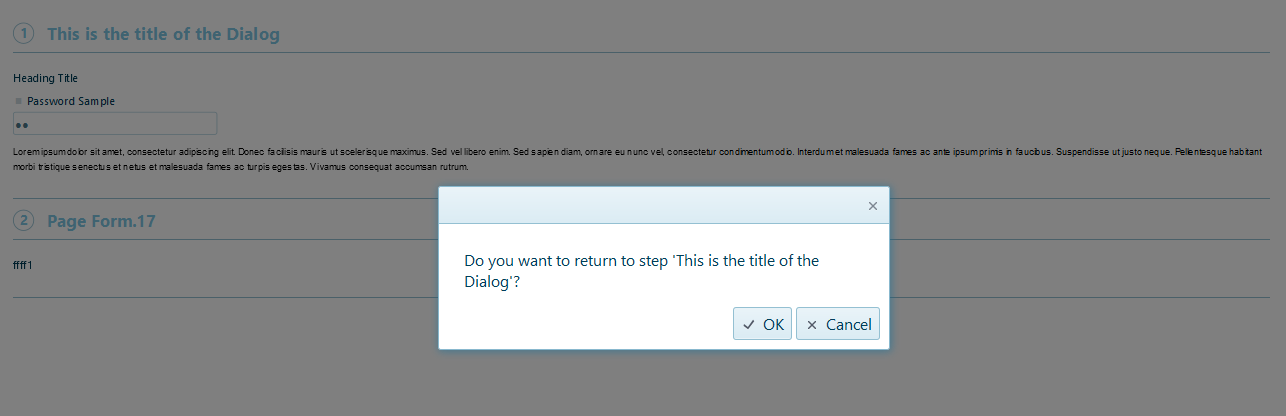 1 This is the title of the Dialog
Heading Title
Password Sample
Lorem ipsum dolor sit amet, consectetur adipiscing elit. Donec facilisis mauris ut scelerisque maximus. Sed vel libero enim. Sed sapien diam, ornare eu nunc vel, consectetur condimentum odio. Interdum et malesuada fames ac ante ipsum primis in faucibus. Suspendisse ut justo neque. Pellentesque habitant
morbi tristique senectus et netus et malesuada fames ac turpis egestas. Vivamus consequat accumsan rutrum.
2 Page Form.17
ffff1
Do you want to return to step 'This is the title of the
Dialog'?
OK Cancel